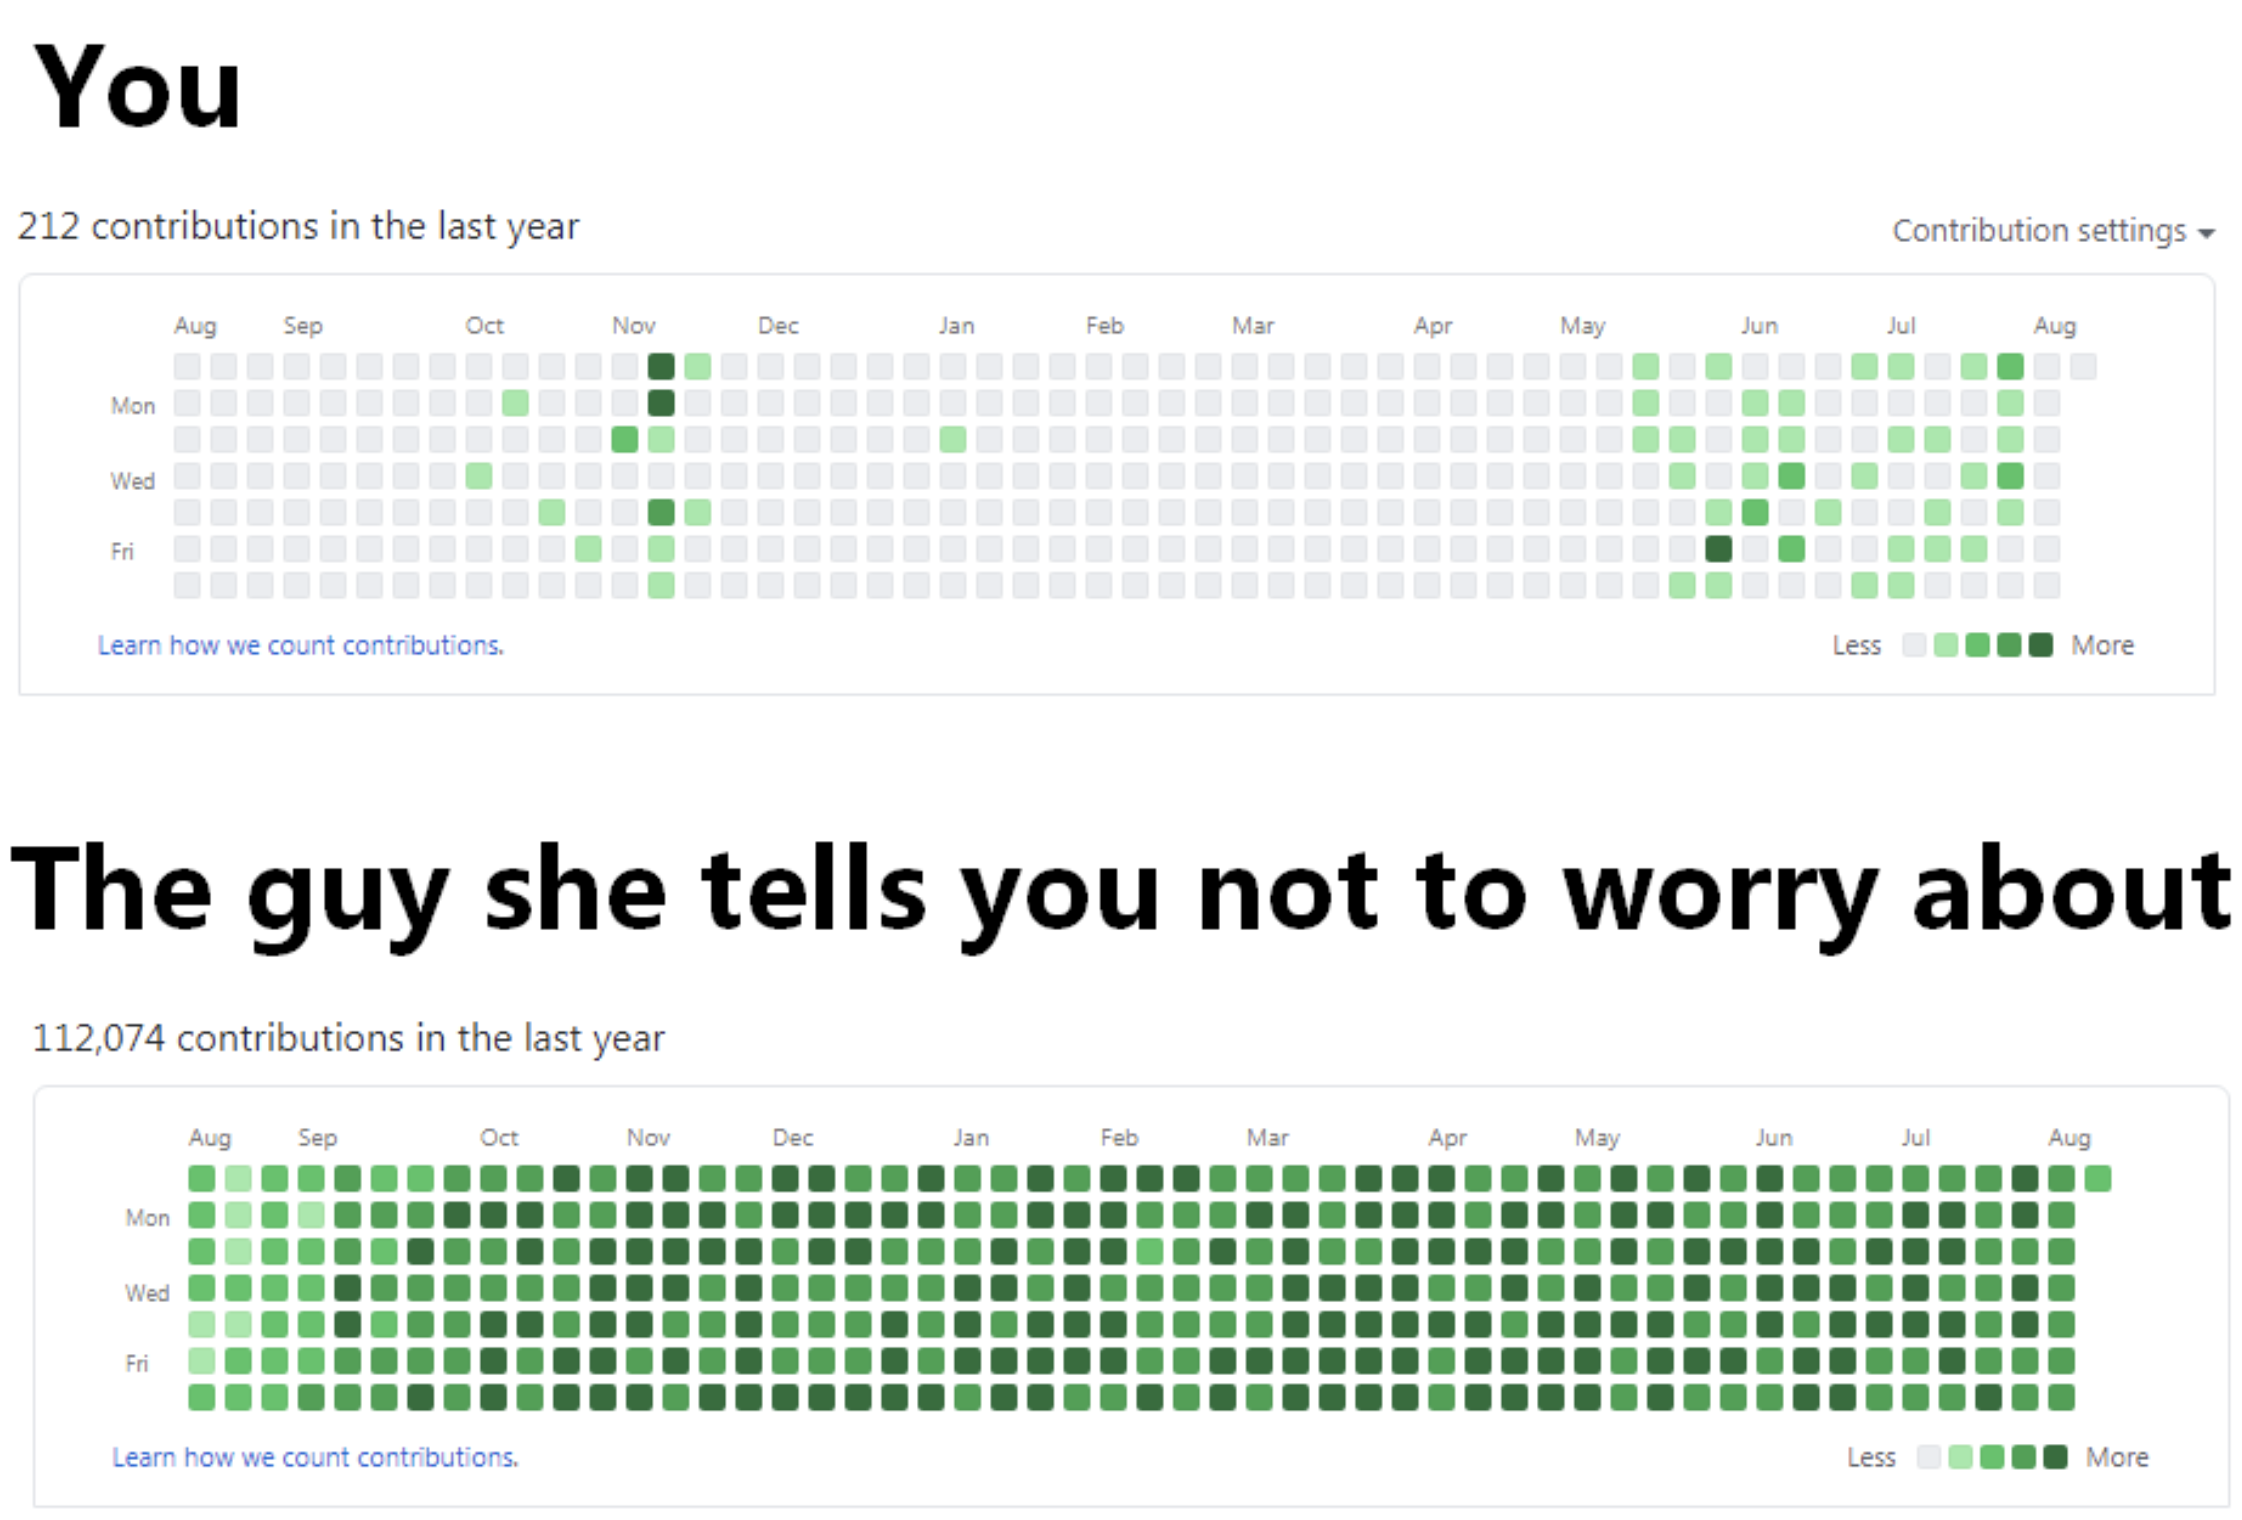 You
212 contributions in the last year
Contribution settings
Aug Sep Oct Nov Dec Jan Feb Mar Apr May Jun Jul Aug
Mon
Wed
Fri
Learn how we count contributions.
Less More
The guy she tells you not to worry about
112,074 contributions in the last year
Aug Sep Oct Nov Dec Jan Feb Mar Apr May Jun Jul Aug
Mon
Wed
Fri
Learn how we count contributions.
Less More